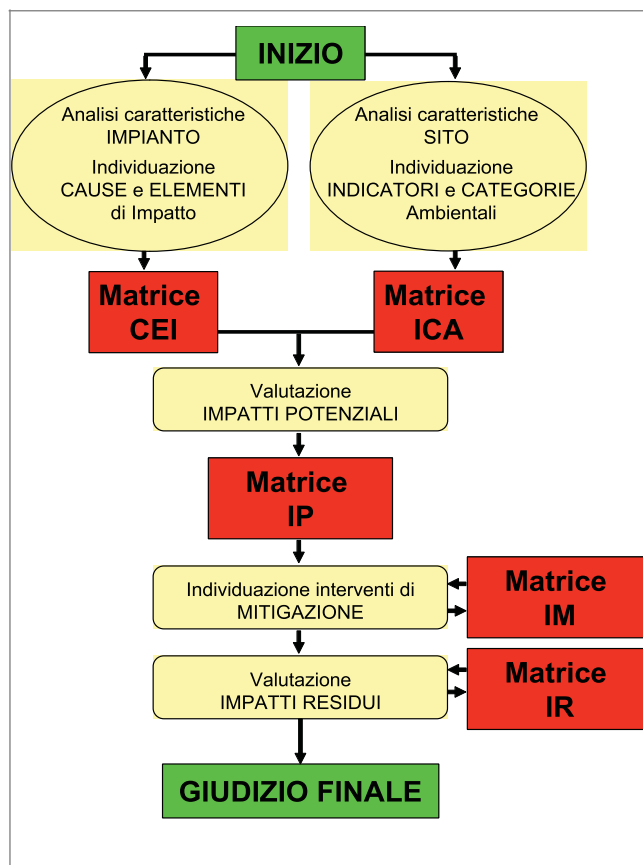 INIZIO
Analisi caratteristiche
IMPIANTO
Individuazione
CAUSE e ELEMENTI
di Impatto
Analisi caratteristiche
SITO
Individuazione
INDICATORI e CATEGORIE
Ambientali
Matrice
CEI
Matrice
ICA
Valutazione
IMPATTI POTENZIALI
Matrice
IP
Individuazione interventi di
MITIGAZIONE
Matrice
IM
Valutazione
IMPATTI RESIDUI
Matrice
IR
GIUDIZIO FINALE